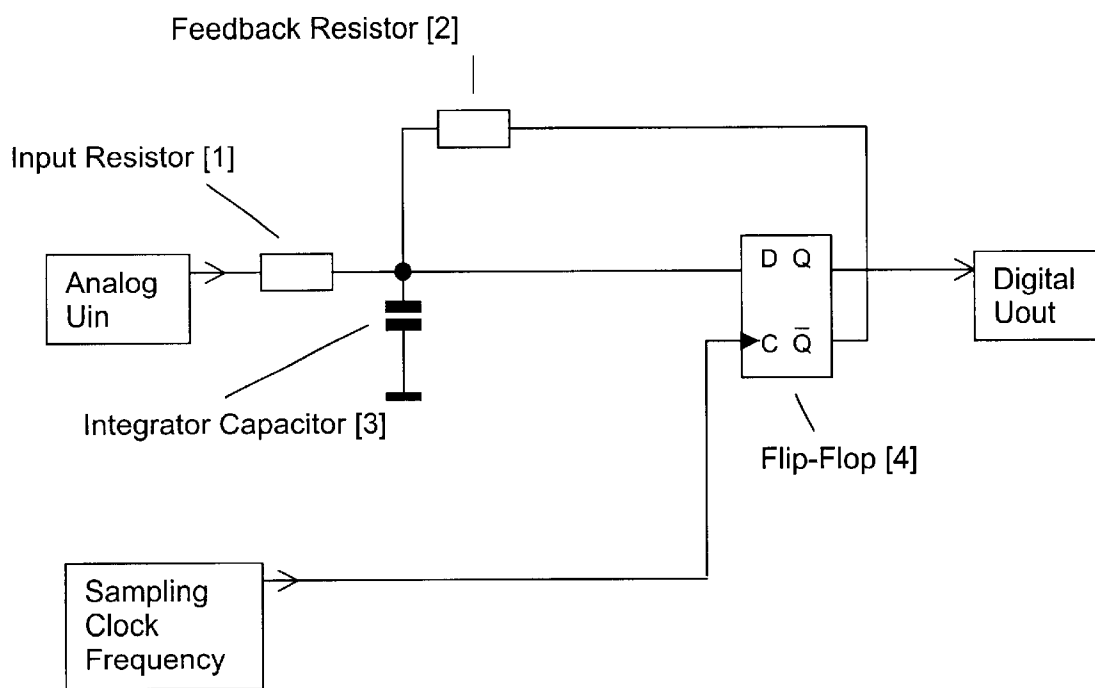 Feedback Resistor [2]
Input Resistor [1]
Analog
Uin
D Q
C Q̅
Digital
Uout
Integrator Capacitor [3]
Flip-Flop [4]
Sampling
Clock
Frequency